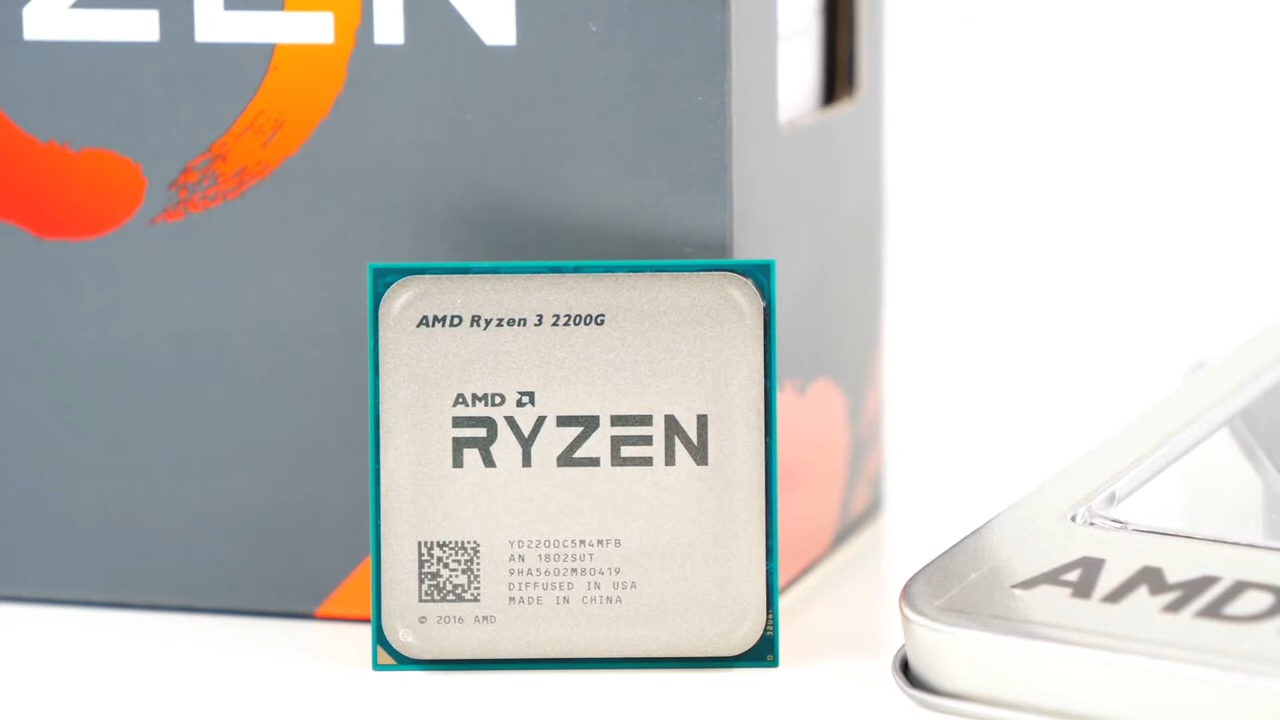 ZEN
AMD Ryzen 3 2200G
AMD
RYZEN
YD2200C5M4MFB
AN 1802SUT
9HA5602M80419
DIFFUSED IN USA
MADE IN CHINA
© 2016 AMD
AMD